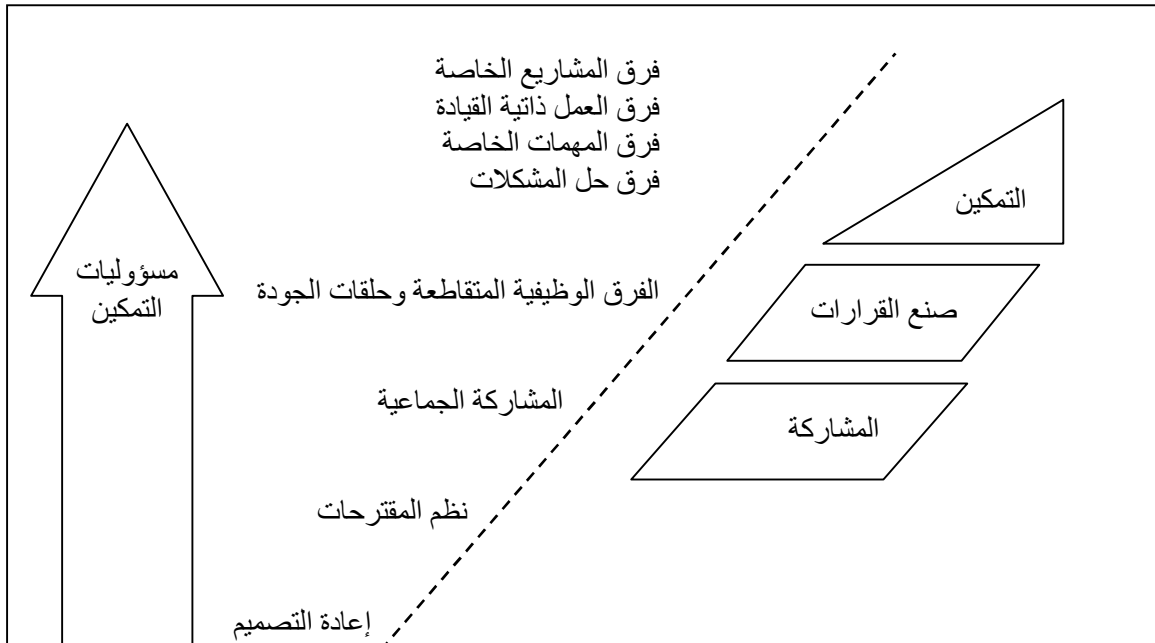 فرق المشاريع الخاصة
فرق العمل ذاتية القيادة
فرق المهمات الخاصة
فرق حل المشكلات
التمكين
مسؤوليات
التمكين
الفرق الوظيفية المتقاطعة وحلقات الجودة
صنع القرارات
المشاركة الجماعية
المشاركة
نظم المقترحات
إعادة التصميم